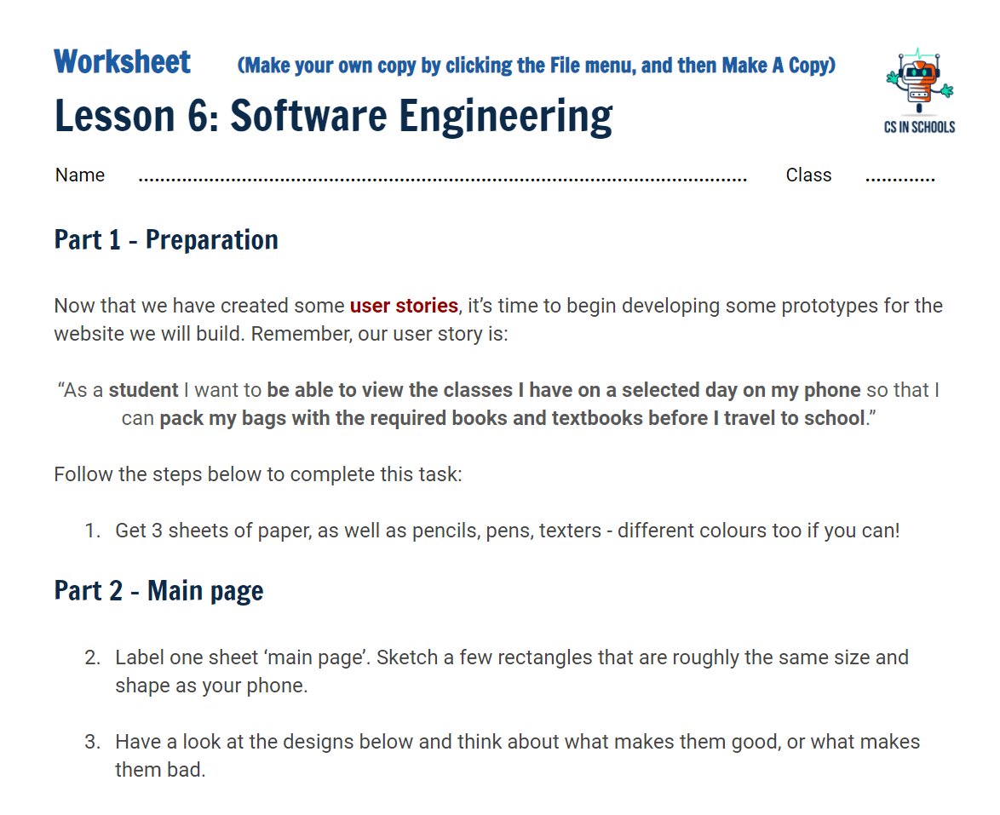 Worksheet (Make your own copy by clicking the File menu, and then Make A Copy)
Lesson 6: Software Engineering
CS IN SCHOOLS
Name ................................................................................................................. Class .............
Part 1 - Preparation
Now that we have created some user stories, it’s time to begin developing some prototypes for the
website we will build. Remember, our user story is:
“As a student I want to be able to view the classes I have on a selected day on my phone so that I
can pack my bags with the required books and textbooks before I travel to school.”
Follow the steps below to complete this task:
1. Get 3 sheets of paper, as well as pencils, pens, texters - different colours too if you can!
Part 2 - Main page
2. Label one sheet ‘main page’. Sketch a few rectangles that are roughly the same size and
shape as your phone.
3. Have a look at the designs below and think about what makes them good, or what makes
them bad.